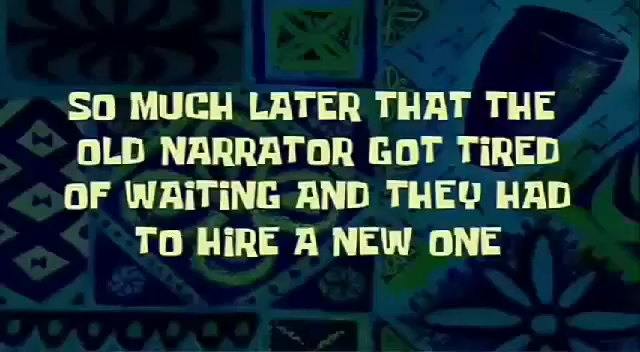 SO MUCH LATER THAT THE
OLD NARRATOR GOT TiRED
OF WAiTiNG AND THEY HAD
TO HiRE A NEW ONE